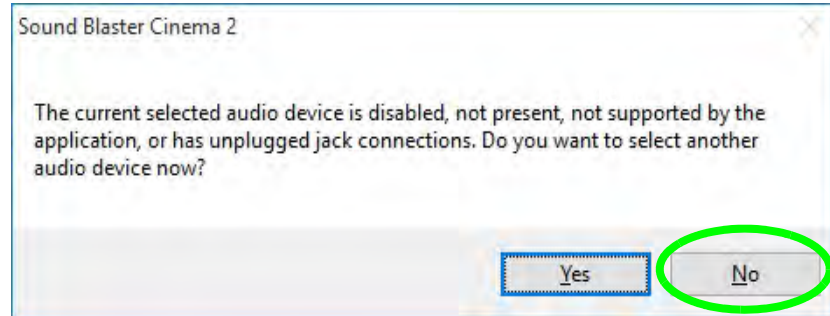 Sound Blaster Cinema 2
The current selected audio device is disabled, not present, not supported by the
application, or has unplugged jack connections. Do you want to select another
audio device now?
Yes No